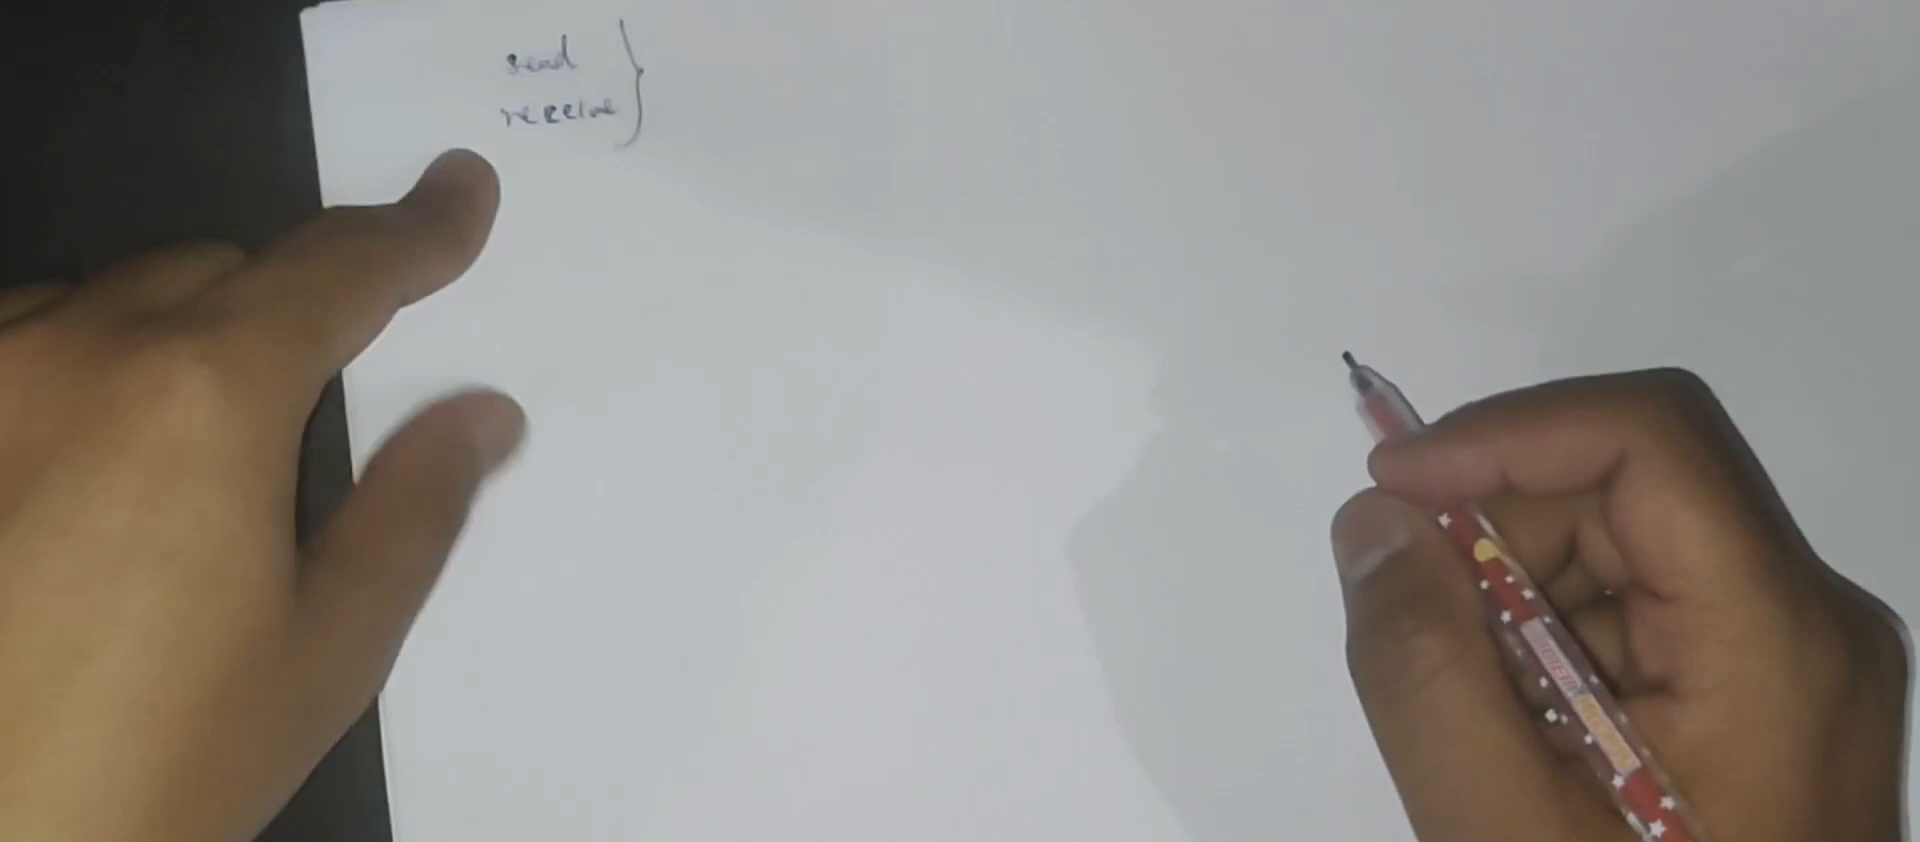 send
receive }